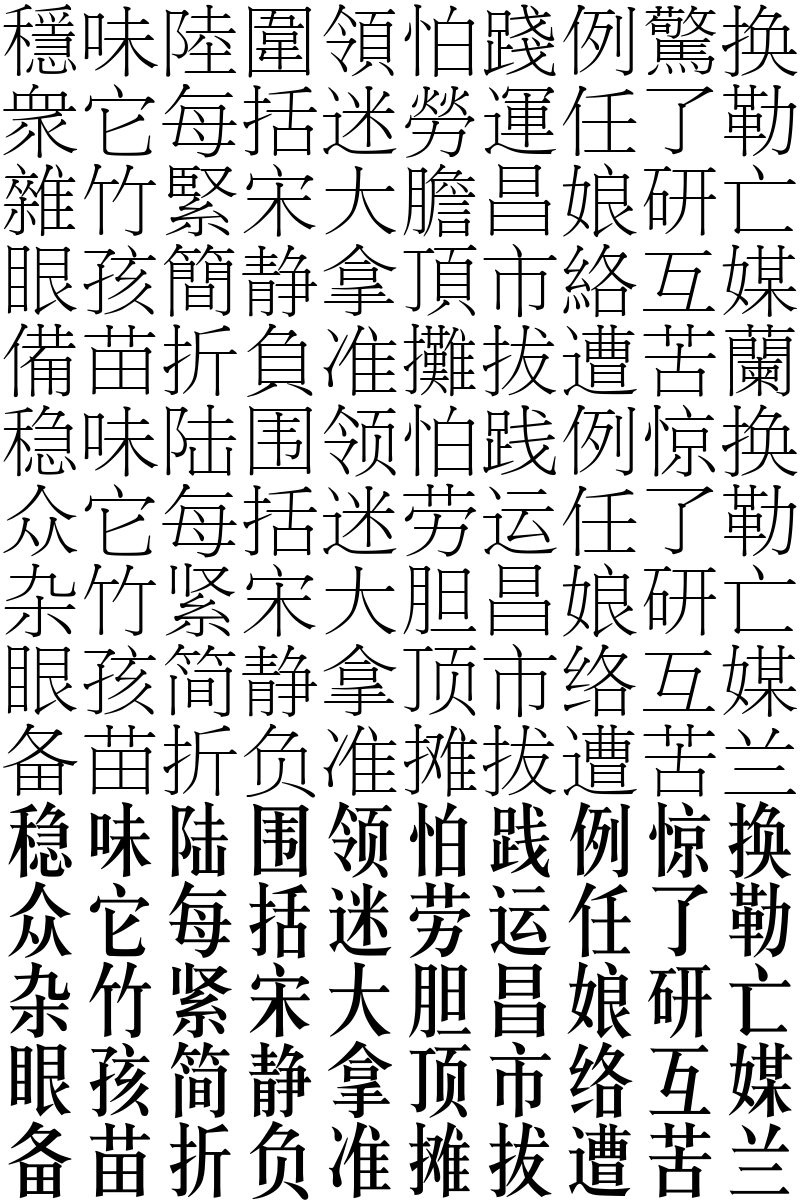 穩味陸圍領怕踐例驚换
衆它每括迷勞運任了勒
雜竹緊宋大膽昌娘研亡
眼孩簡静拿頂市絡互媒
備苗折負准攤拔遭苦蘭
稳味陆围领怕践例惊换
众它每括迷劳运任了勒
杂竹紧宋大胆昌娘研亡
眼孩简静拿顶市络互媒
备苗折负准摊拔遭苦兰
稳味陆围领怕践例惊换
众它每括迷劳运任了勒
杂竹紧宋大胆昌娘研亡
眼孩简静拿顶市络互媒
备苗折负准摊拔遭苦兰